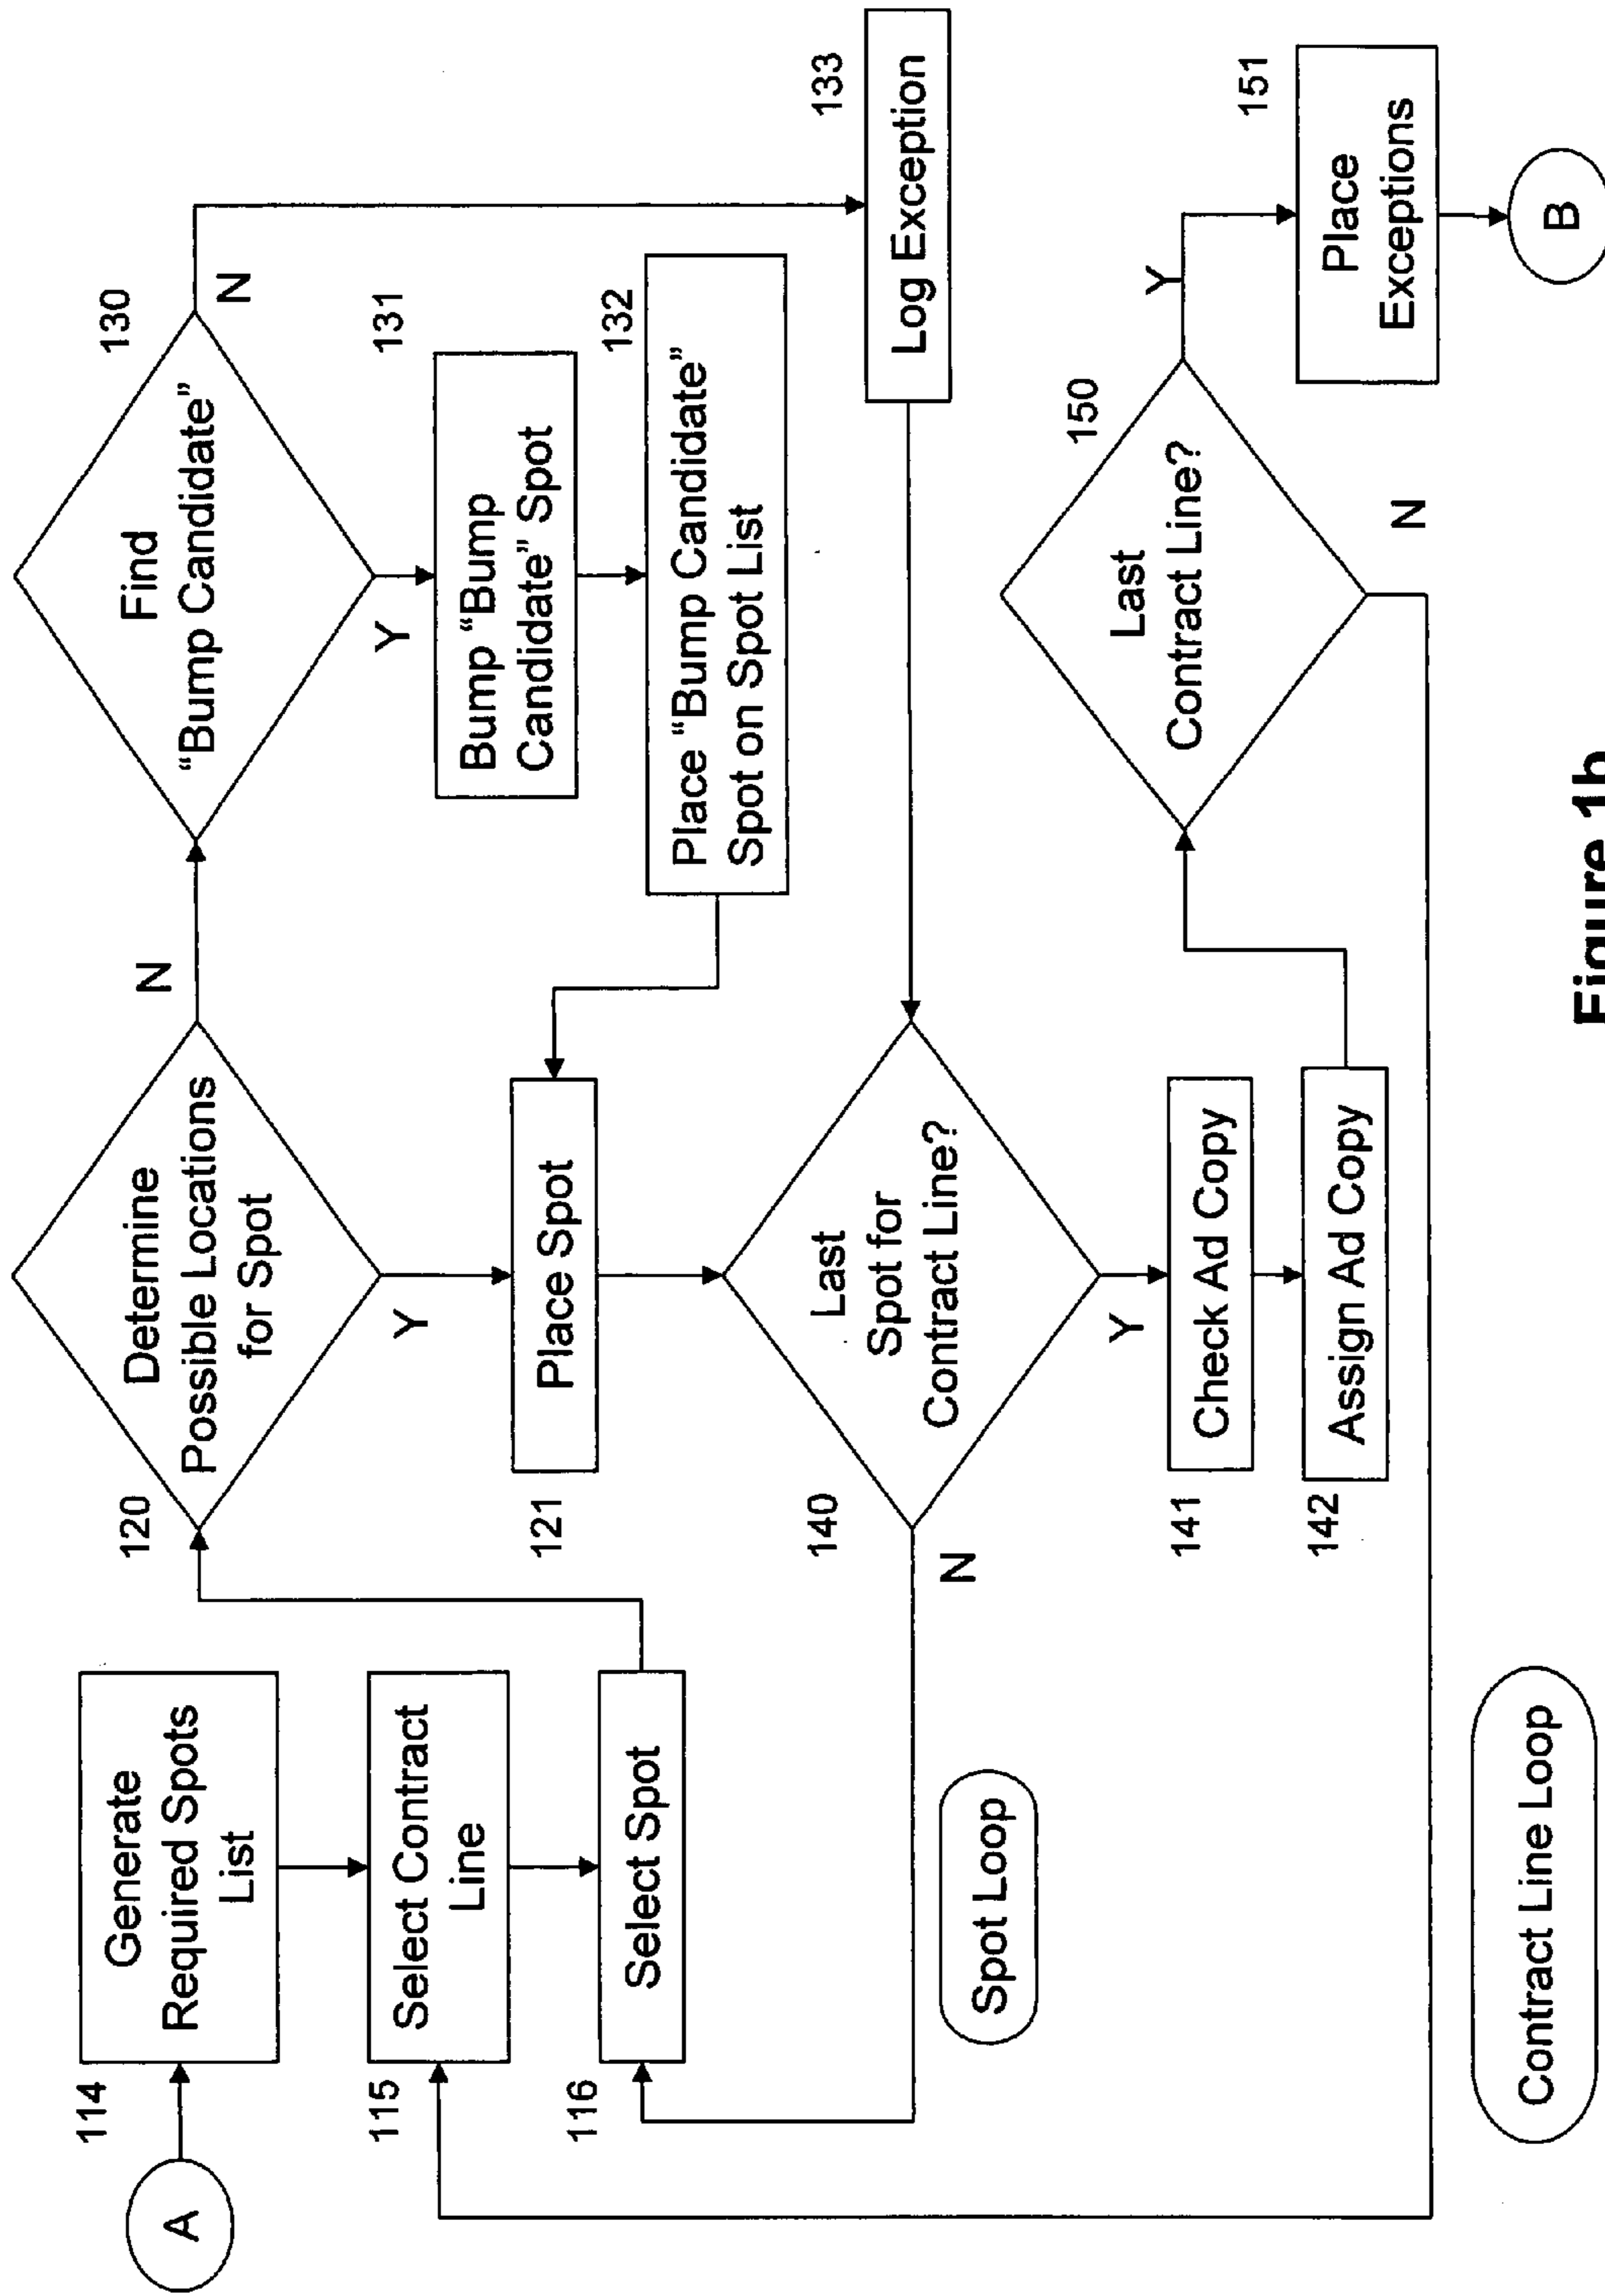 A
114
Generate
Required Spots
List
115
Select Contract
Line
116
Select Spot
120
Determine
Possible Locations
for Spot
N
Y
121
Place Spot
130
Find
“Bump Candidate”
N
Y
131
Bump “Bump
Candidate” Spot
132
Place “Bump Candidate”
Spot on Spot List
133
Log Exception
140
Last
Spot for
Contract Line?
N
Y
141
Check Ad Copy
142
Assign Ad Copy
150
Last
Contract Line?
Y
N
151
Place
Exceptions
B
Spot Loop
Contract Line Loop
Figure 1b